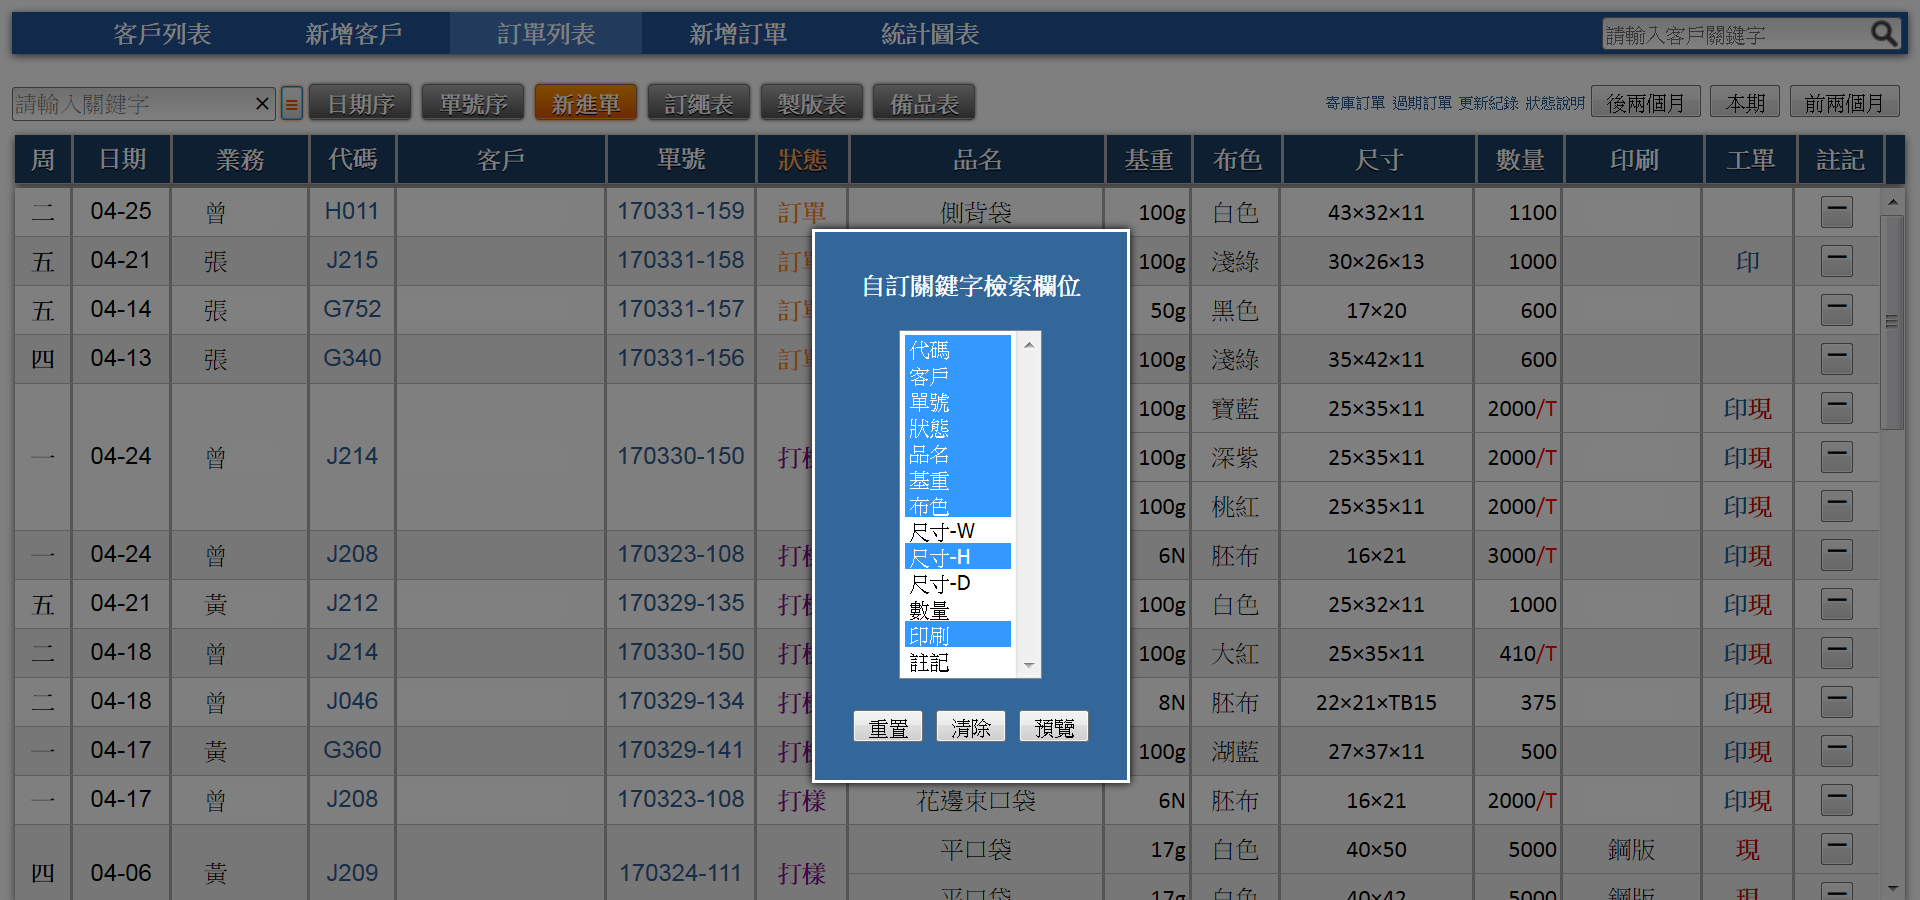 客戶列表 新增客戶 訂單列表 新增訂單 統計圖表 請輸入客戶關鍵字
請輸入關鍵字 × ≡ 日期序 單號序 新進單 訂繩表 製版表 備品表 寄庫訂單 過期訂單 更新紀錄 狀態說明 後兩個月 本期 前兩個月
周 日期 業務 代碼 客戶 單號 狀態 品名 基重 布色 尺寸 數量 印刷 工單 註記
二 04-25 曾 H011 170331-159 訂單 側背袋 100g 白色 43×32×11 1100
五 04-21 張 J215 170331-158 訂 100g 淺綠 30×26×13 1000 印
五 04-14 張 G752 170331-157 訂 50g 黑色 17×20 600
四 04-13 張 G340 170331-156 訂 100g 淺綠 35×42×11 600
100g 寶藍 25×35×11 2000/T 印現
一 04-24 曾 J214 170330-150 打 100g 深紫 25×35×11 2000/T 印現
100g 桃紅 25×35×11 2000/T 印現
一 04-24 曾 J208 170323-108 打 6N 胚布 16×21 3000/T 印現
五 04-21 黃 J212 170329-135 打 100g 白色 25×32×11 1000 印現
二 04-18 曾 J214 170330-150 打 100g 大紅 25×35×11 410/T 印現
二 04-18 曾 J046 170329-134 打 8N 胚布 22×21×TB15 375 印現
一 04-17 黃 G360 170329-141 打 100g 湖藍 27×37×11 500 印現
一 04-17 曾 J208 170323-108 打樣 花邊束口袋 6N 胚布 16×21 2000/T 印現
平口袋 17g 白色 40×50 5000 鋼版 現
四 04-06 黃 J209 170324-111 打樣
平口袋 17g 白色 40×42 5000 鋼版 現
自訂關鍵字檢索欄位
代碼
客戶
單號
狀態
品名
基重
布色
尺寸-W
尺寸-H
尺寸-D
數量
印刷
註記
重置 清除 預覽